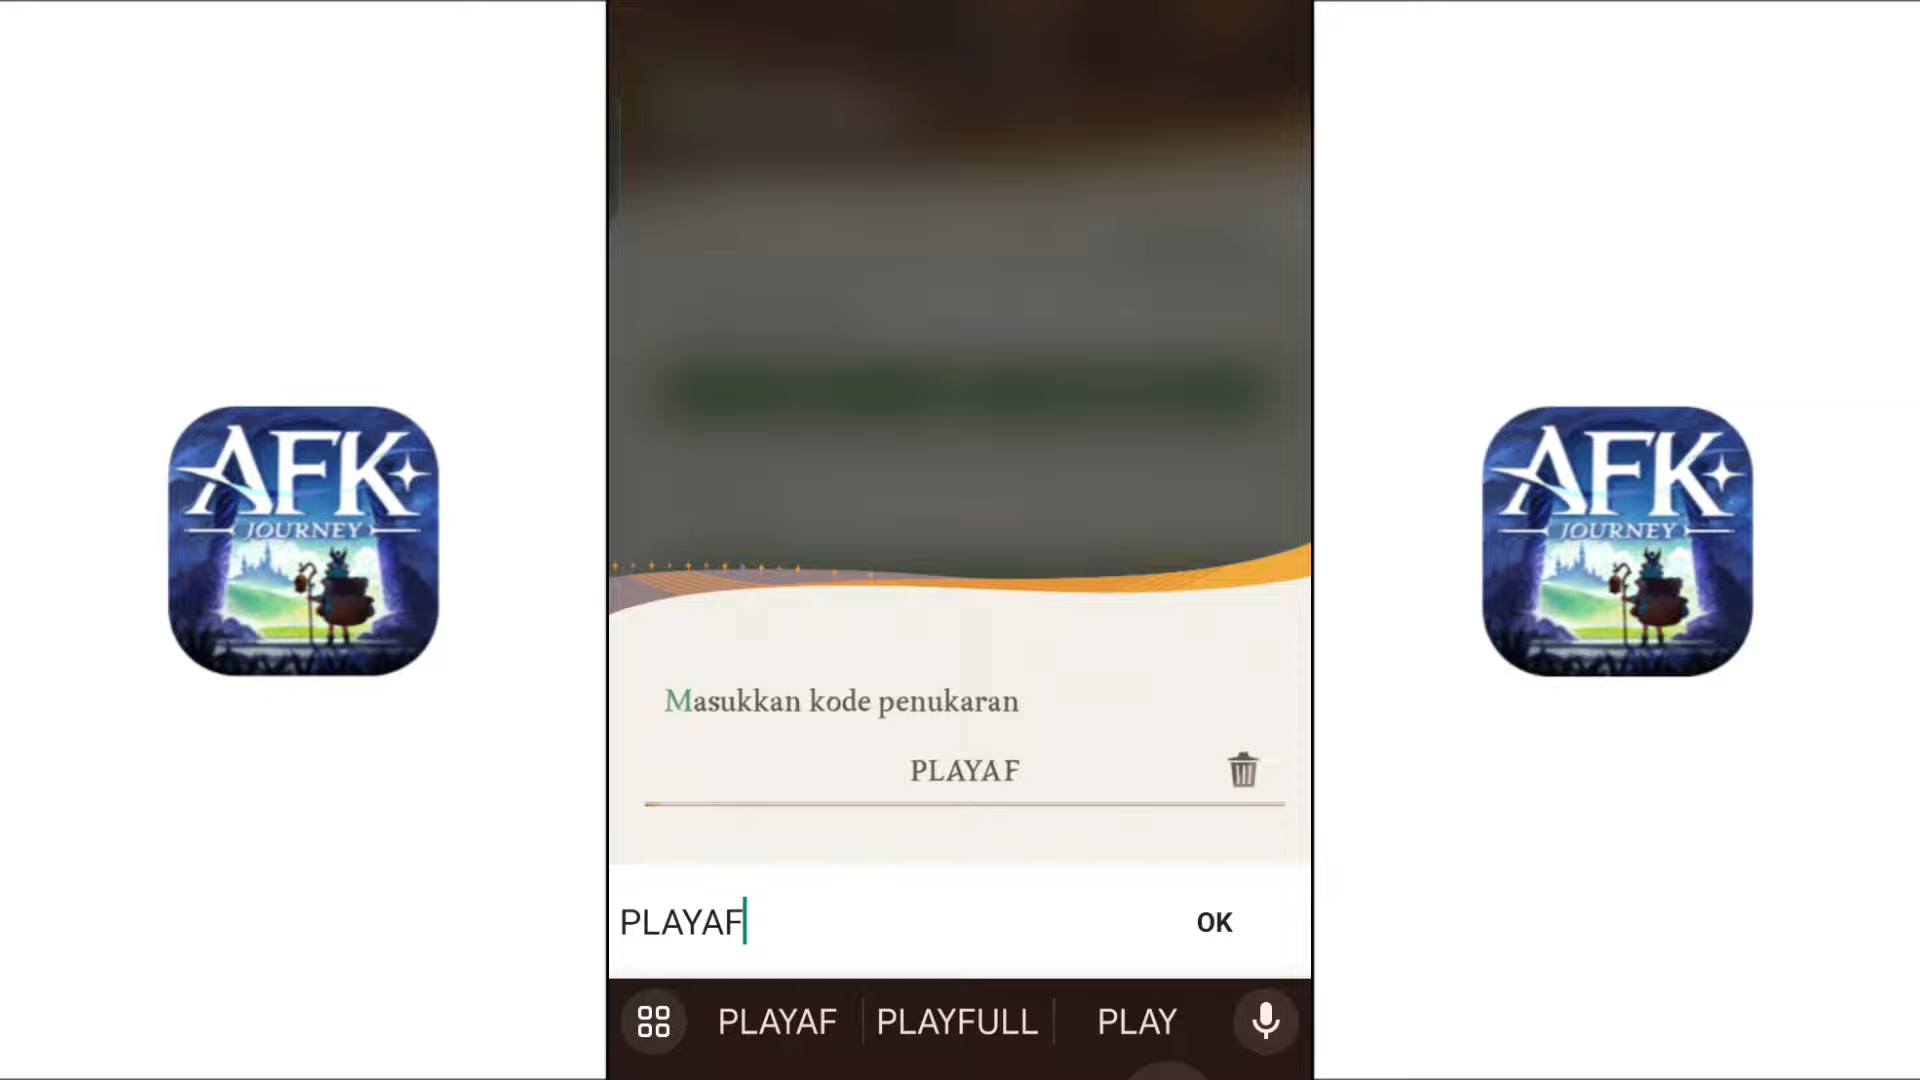 AFK
JOURNEY
AFK
JOURNEY
Masukkan kode penukaran
PLAYAF
PLAYAF
OK
PLAYAF
PLAYFULL
PLAY